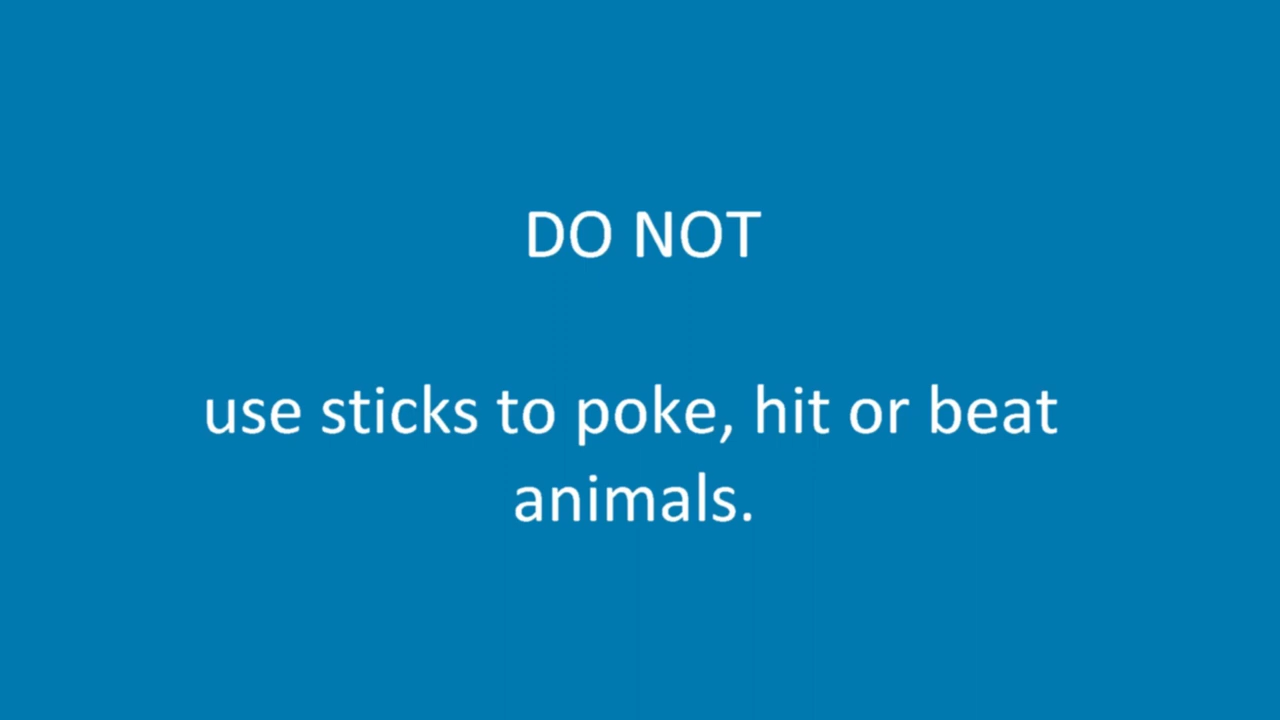 DO NOT
use sticks to poke, hit or beat
animals.